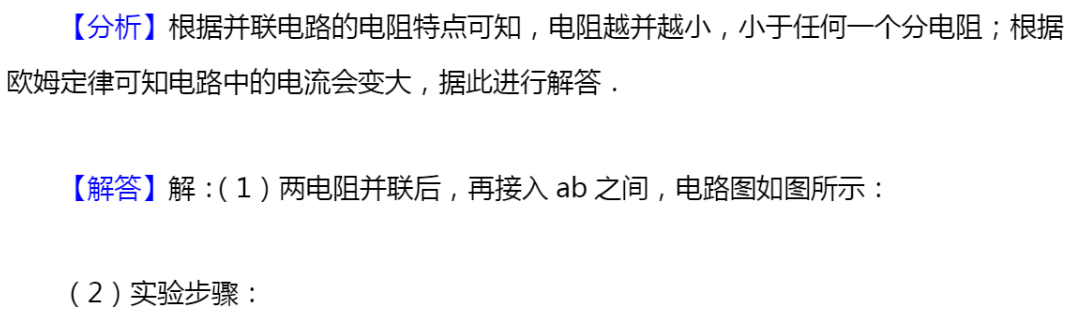 【分析】根据并联电路的电阻特点可知，电阻越并越小，小于任何一个分电阻；根据
欧姆定律可知电路中的电流会变大，据此进行解答．
【解答】解：（1）两电阻并联后，再接入 ab 之间，电路图如图所示：
（2）实验步骤：